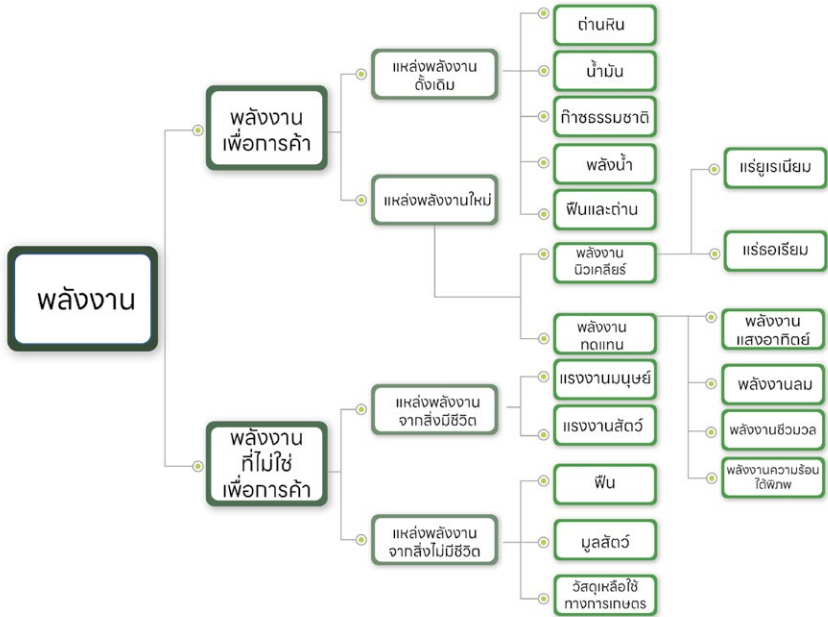 พลังงาน
พลังงาน
เพื่อการค้า
แหล่งพลังงาน
ดั้งเดิม
ถ่านหิน
น้ำมัน
ก๊าซธรรมชาติ
พลังน้ำ
ฟืนและถ่าน
แหล่งพลังงานใหม่
พลังงาน
นิวเคลียร์
แร่ยูเรเนียม
แร่ธอเรียม
พลังงาน
ทดแทน
พลังงาน
แสงอาทิตย์
พลังงานลม
พลังงานชีวมวล
พลังงานความร้อน
ใต้พิภพ
พลังงาน
ที่ไม่ใช่
เพื่อการค้า
แหล่งพลังงาน
จากสิ่งมีชีวิต
แรงงานมนุษย์
แรงงานสัตว์
แหล่งพลังงาน
จากสิ่งไม่มีชีวิต
ฟืน
มูลสัตว์
วัสดุเหลือใช้
ทางการเกษตร